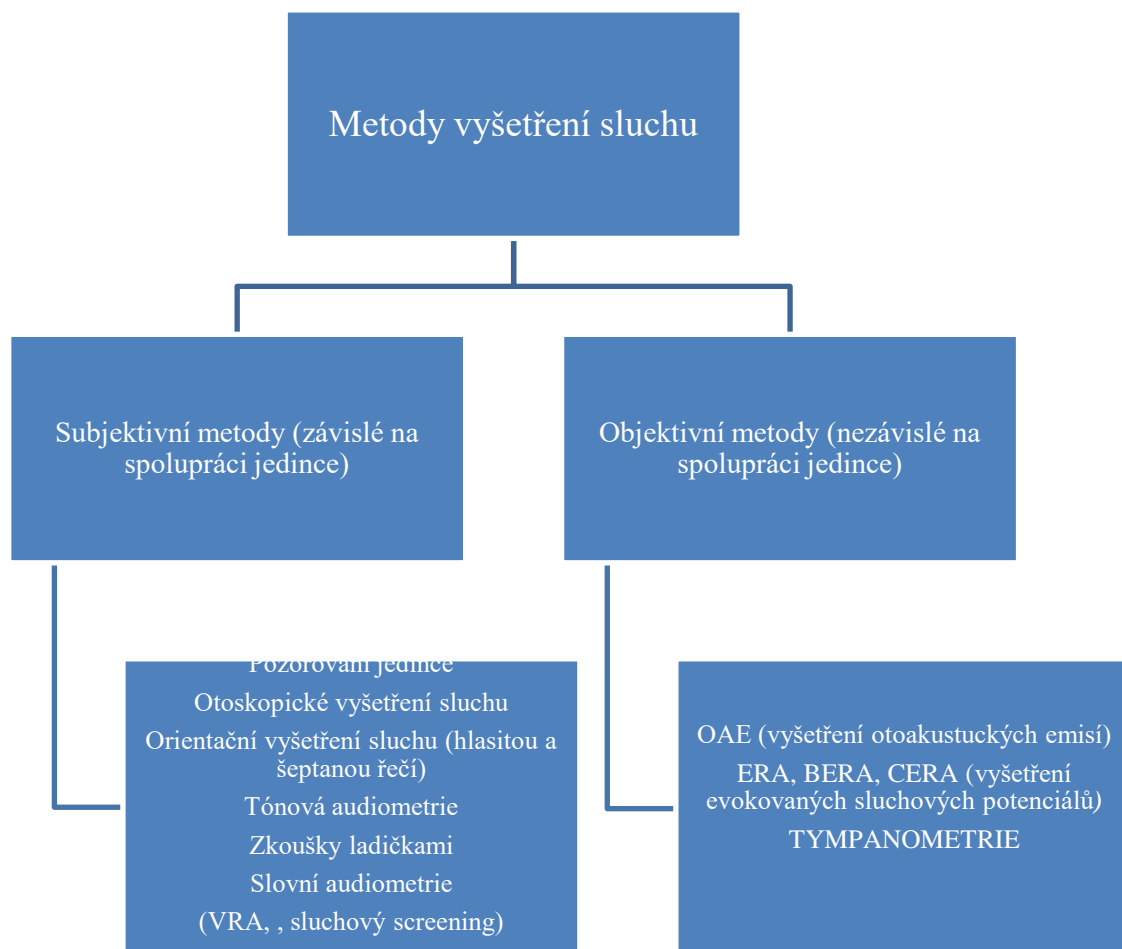 Metody vyšetření sluchu
Subjektivní metody (závislé na
spolupráci jedince)
Objektivní metody (nezávislé na
spolupráci jedince)
Pozorování jedince
Otoskopické vyšetření sluchu
Orientační vyšetření sluchu (hlasitou a
šeptanou řečí)
Tónová audiometrie
Zkoušky ladičkami
Slovní audiometrie
(VRA, , sluchový screening)
OAE (vyšetření otoakustuckých emisí)
ERA, BERA, CERA (vyšetření
evokovaných sluchových potenciálů)
TYMPANOMETRIE